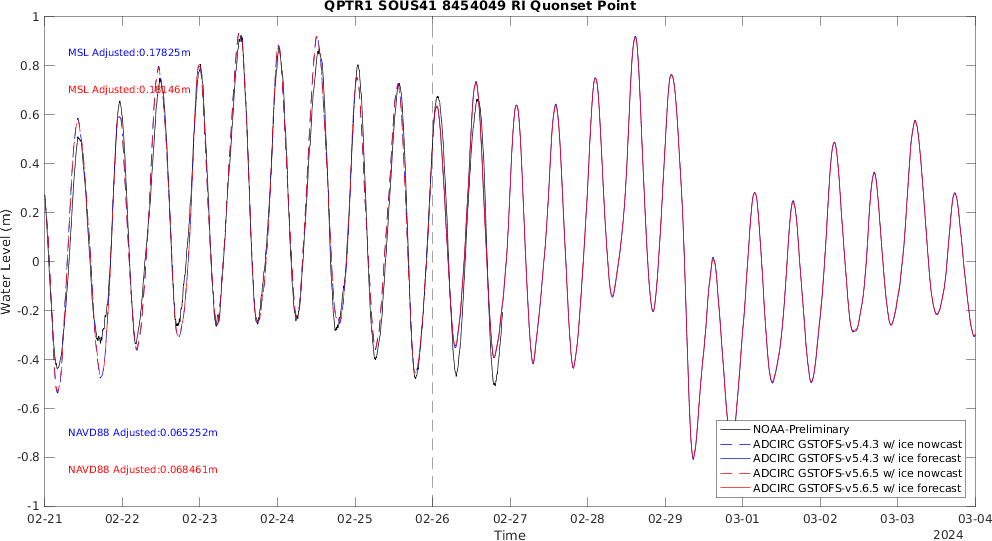 QPTR1 SOUS41 8454049 RI Quonset Point
1
0.8
0.6
0.4
0.2
0
-0.2
-0.4
-0.6
-0.8
-1
Water Level (m)
MSL Adjusted:0.17825m
MSL Adjusted:0.18146m
NAVD88 Adjusted:0.065252m
NAVD88 Adjusted:0.068461m
NOAA-Preliminary
ADCIRC GSTOFS-v5.4.3 w/ ice nowcast
ADCIRC GSTOFS-v5.4.3 w/ ice forecast
ADCIRC GSTOFS-v5.6.5 w/ ice nowcast
ADCIRC GSTOFS-v5.6.5 w/ ice forecast
02-21 02-22 02-23 02-24 02-25 02-26 02-27 02-28 02-29 03-01 03-02 03-03 03-04
Time
2024